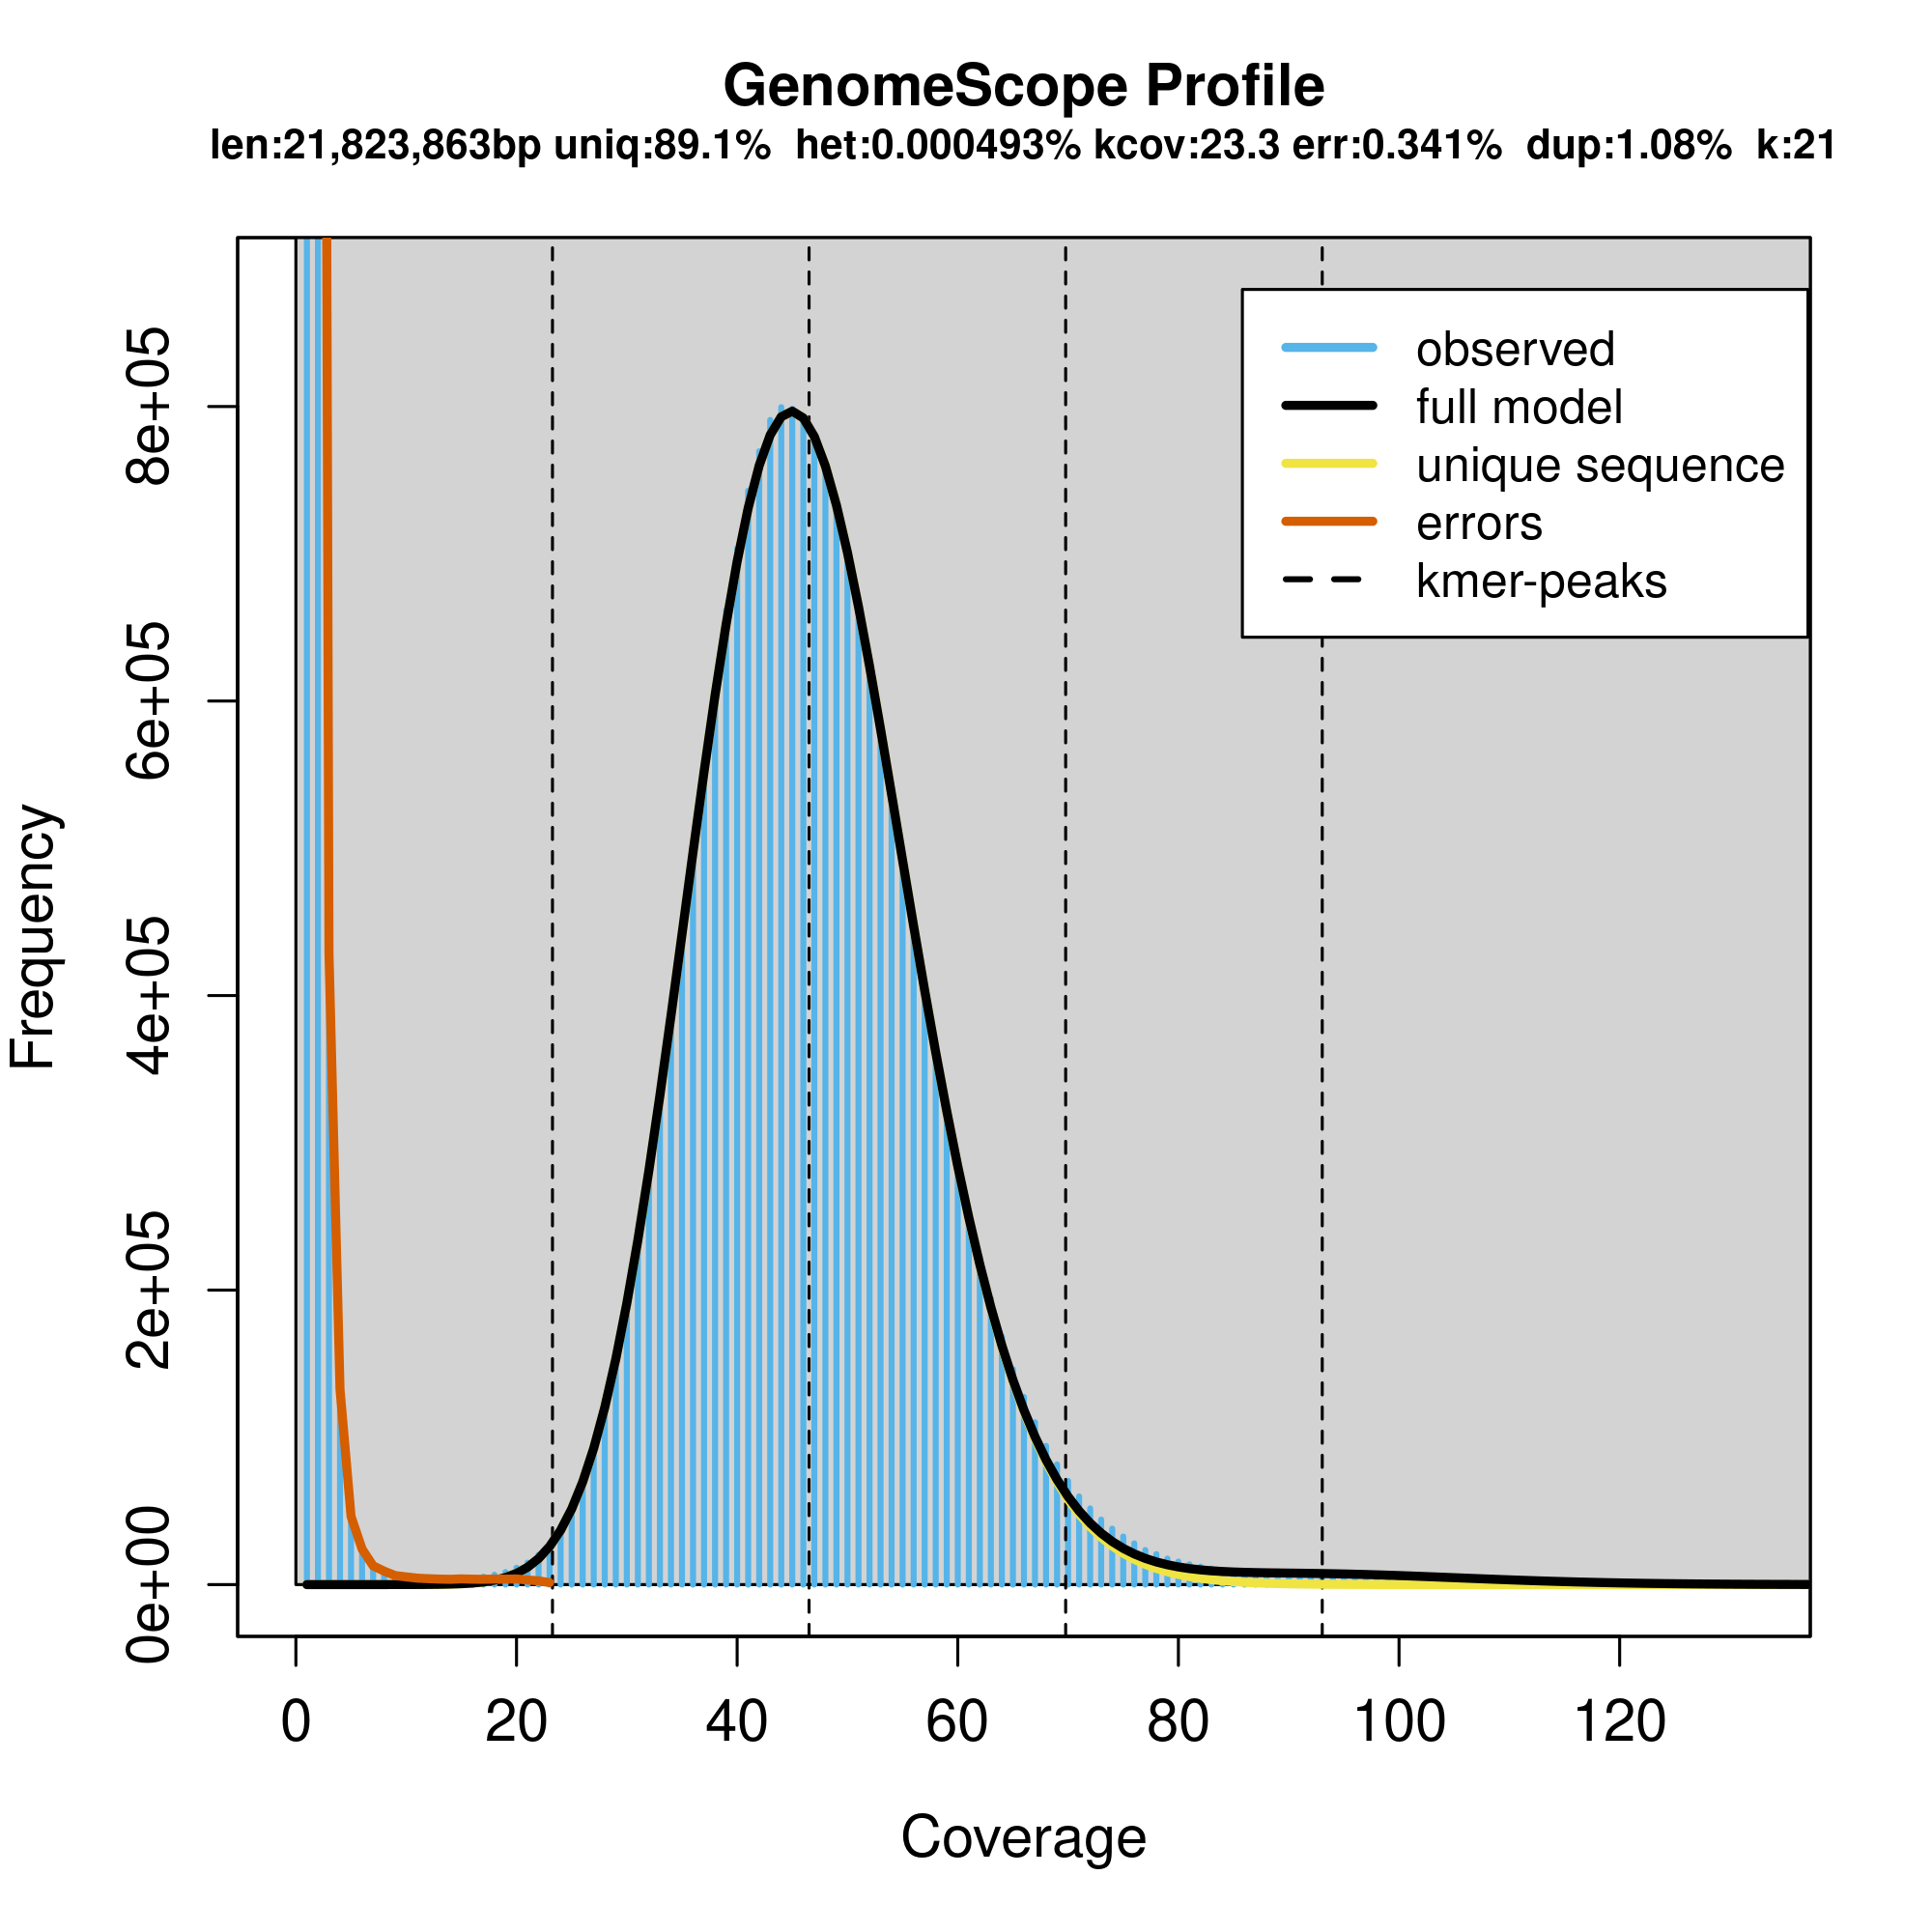 GenomeScope Profile
len:21,823,863bp uniq:89.1% het:0.000493% kcov:23.3 err:0.341% dup:1.08% k:21
observed
full model
unique sequence
errors
kmer-peaks
Frequency
8e+05
6e+05
4e+05
2e+05
0e+00
0 20 40 60 80 100 120
Coverage